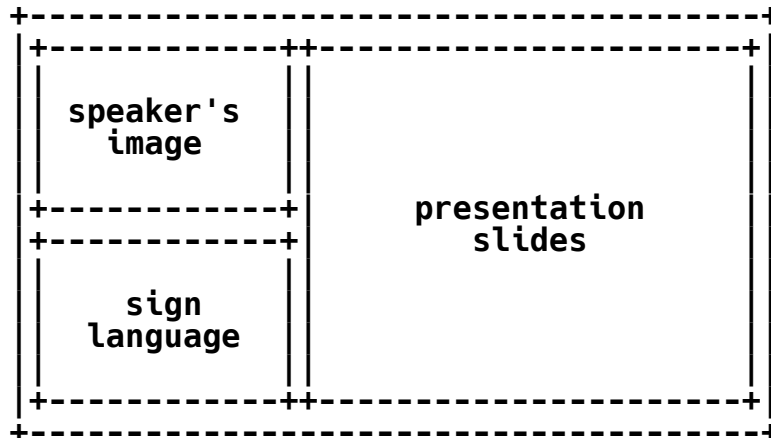 speaker's
image
presentation
slides
sign
language